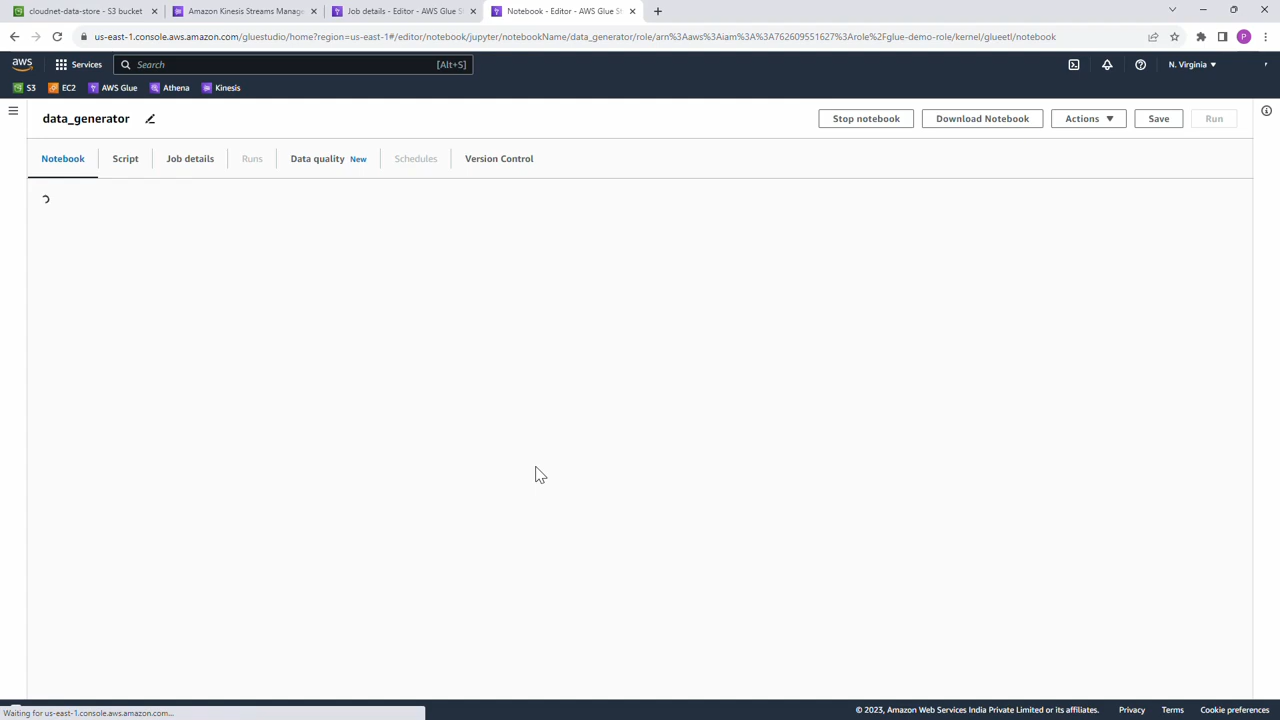 cloudnet-data-store - S3 bucket
Amazon Kinesis Streams Manage
Job details - Editor - AWS Glue S
Notebook - Editor - AWS Glue St
us-east-1.console.aws.amazon.com/gluestudio/home?region=us-east-1#/editor/notebook/jupyter/notebookName/data_generator/role/arn%3Aaws%3Aiam%3A%3A762609551627%3Arole%2Fglue-demo-role/kernel/glueetl/notebook
P
aws
Services
Search
[Alt+S]
N. Virginia
S3
EC2
AWS Glue
Athena
Kinesis
data_generator
Stop notebook
Download Notebook
Actions
Save
Run
Notebook
Script
Job details
Runs
Data quality New
Schedules
Version Control
Waiting for us-east-1.console.aws.amazon.com...
© 2023, Amazon Web Services India Private Limited or its affiliates.
Privacy
Terms
Cookie preferences